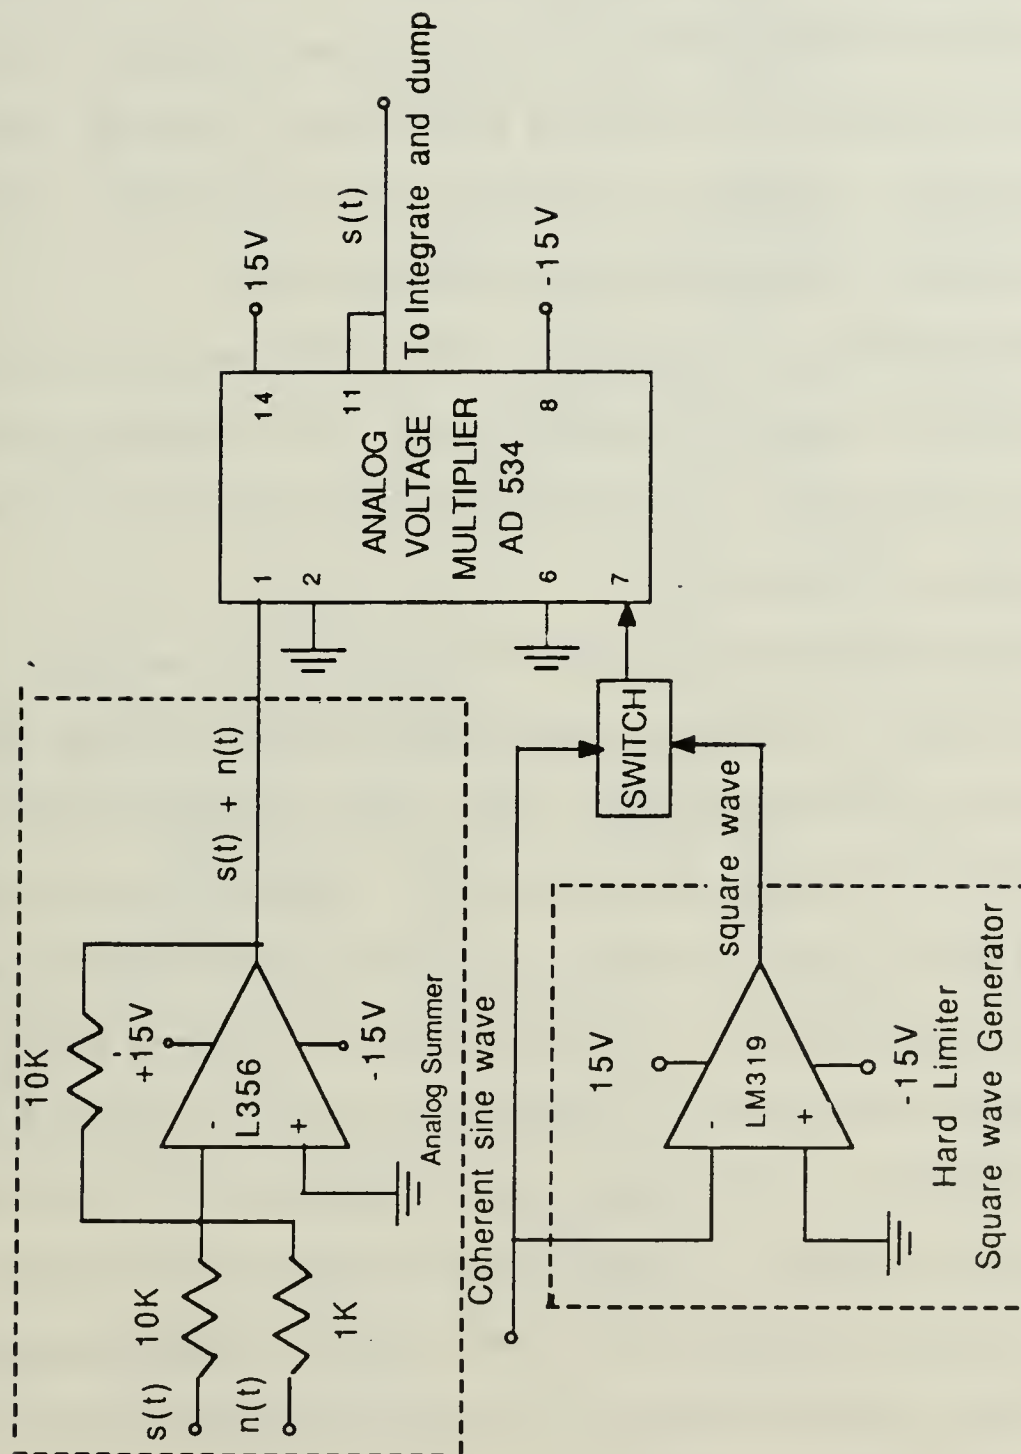 10K
+15V
s(t)
10K
-
L356
+
s(t) + n(t)
n(t)
1K
-15V
Analog Summer
1
14
15V
2
11
s(t)
ANALOG
VOLTAGE
MULTIPLIER
AD 534
To Integrate and dump
6
8
-15V
7
Coherent sine wave
SWITCH
15V
square wave
-
LM319
+
-15V
Hard Limiter
Square wave Generator